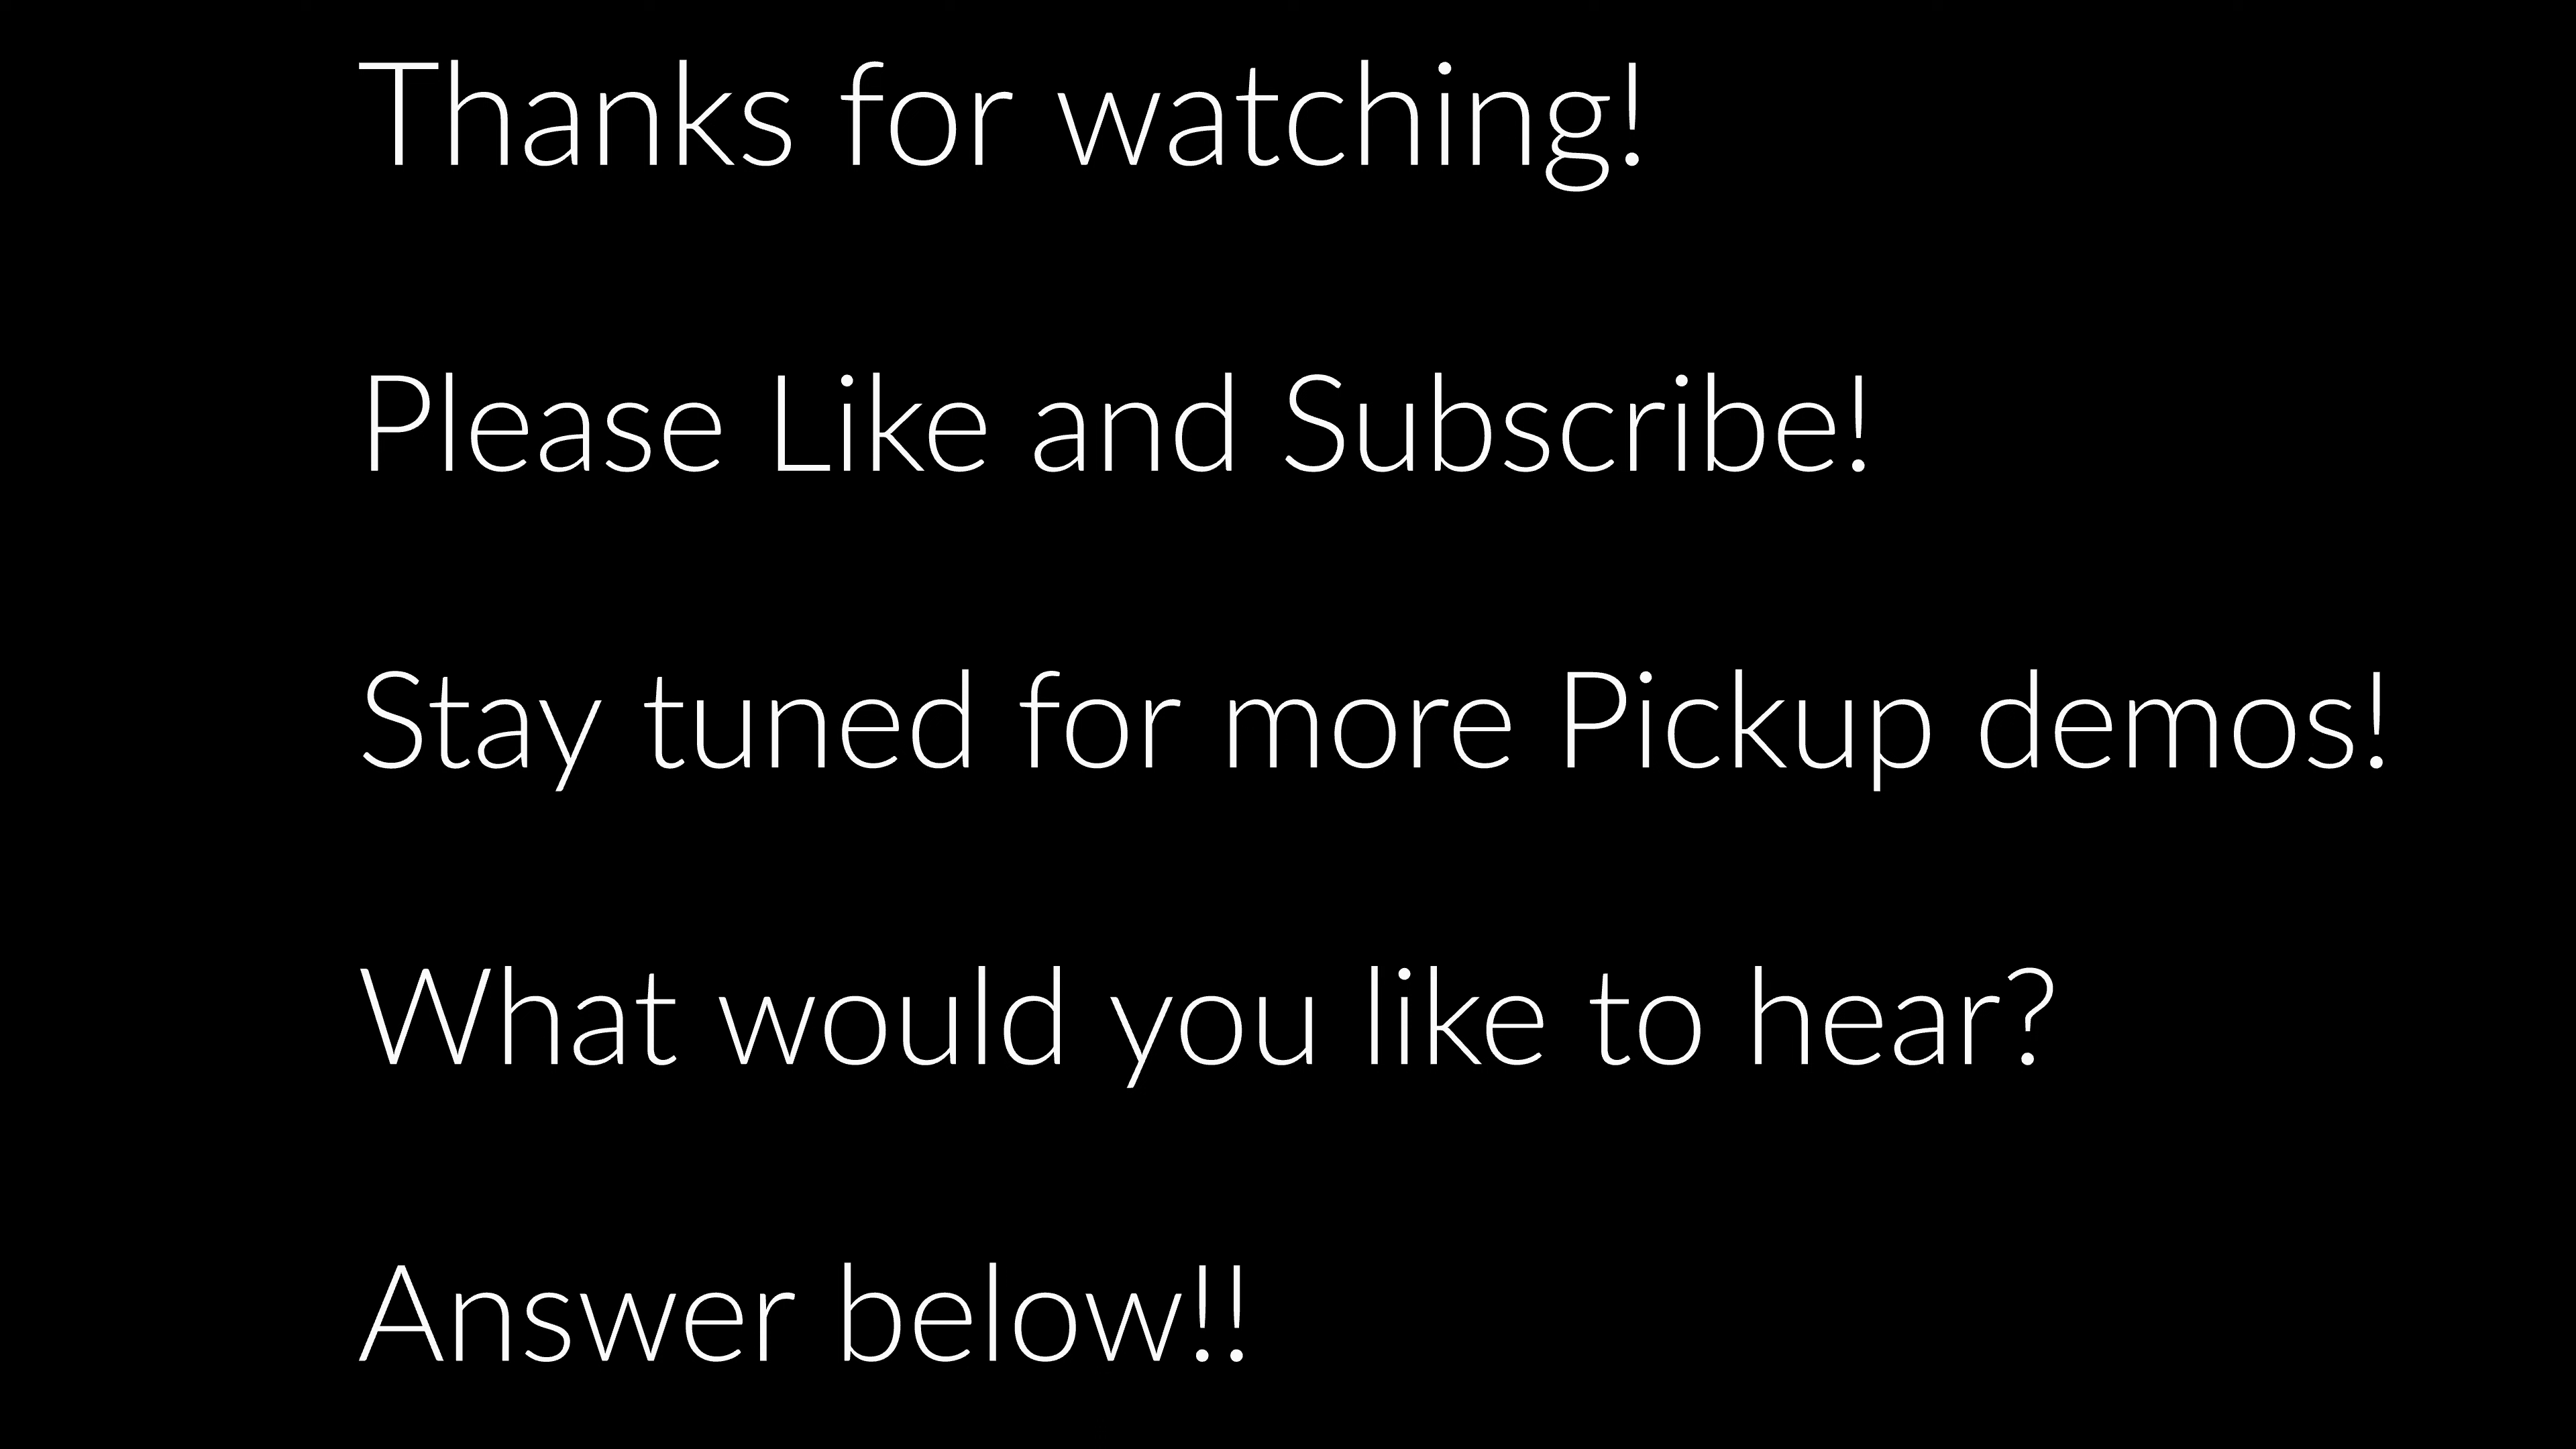 Thanks for watching!
Please Like and Subscribe!
Stay tuned for more Pickup demos!
What would you like to hear?
Answer below!!